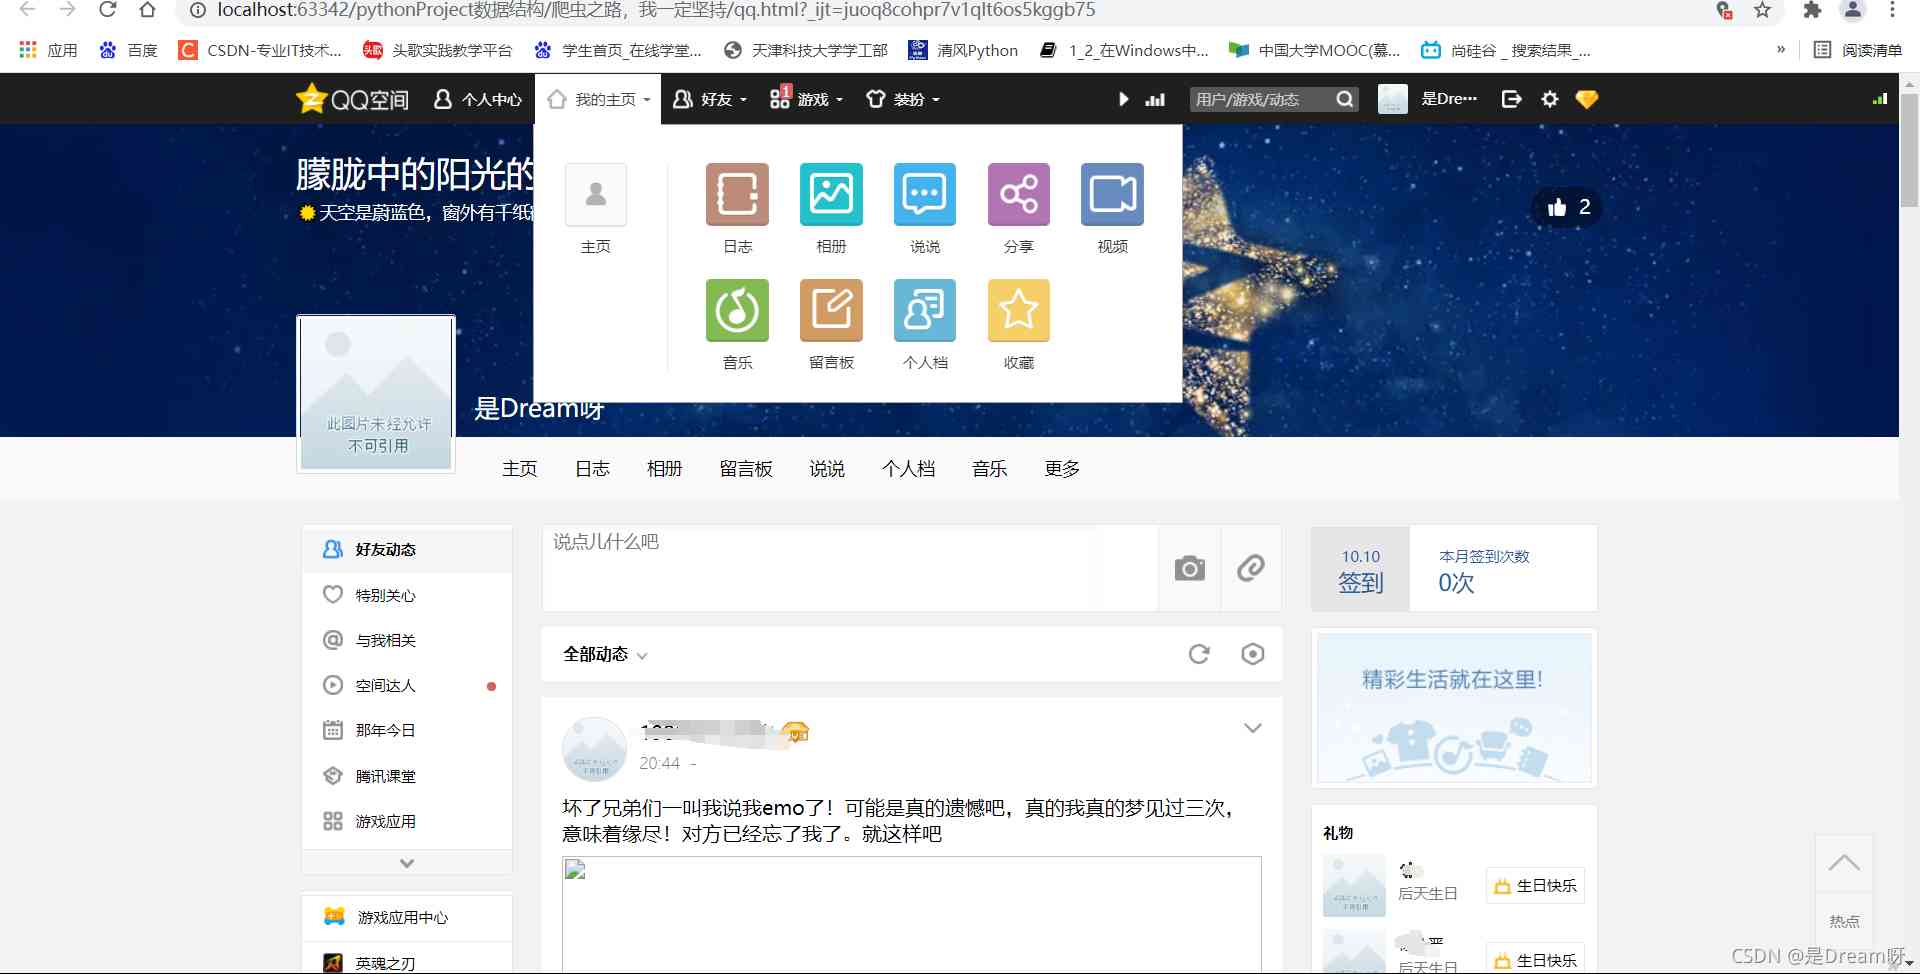 localhost:63342/pythonProject数据结构/爬虫之路，我一定坚持/qq.html?_ijt=juoq8cohpr7v1qlt6os5kggb75
应用 百度 CSDN-专业IT技术... 头歌实践教学平台 学生首页_在线学堂... 天津科技大学学工部 清风Python 1_2_在Windows中... 中国大学MOOC(慕... 尚硅谷 _ 搜索结果_... » 阅读清单
QQ空间 个人中心 我的主页 好友 1 游戏 装扮 用户/游戏/动态 是Dre···
朦胧中的阳光的
天空是蔚蓝色，窗外有千纸
2
主页 日志 相册 说说 分享 视频
音乐 留言板 个人档 收藏
此图片未经允许
不可引用
是Dream呀
主页 日志 相册 留言板 说说 个人档 音乐 更多
好友动态
特别关心
与我相关
空间达人
那年今日
腾讯课堂
游戏应用
游戏应用中心
英魂之刃
说点儿什么吧
全部动态
20:44 -
坏了兄弟们一叫我说我emo了！可能是真的遗憾吧，真的我真的梦见过三次，
意味着缘尽！对方已经忘了我了。就这样吧
10.10
签到
本月签到次数
0次
精彩生活就在这里!
礼物
后天生日
生日快乐
后天生日
生日快乐
热点
CSDN @是Dream呀